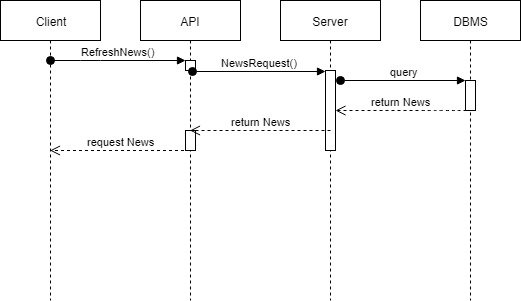 Client
API
Server
DBMS
RefreshNews()
NewsRequest()
query
return News
return News
request News